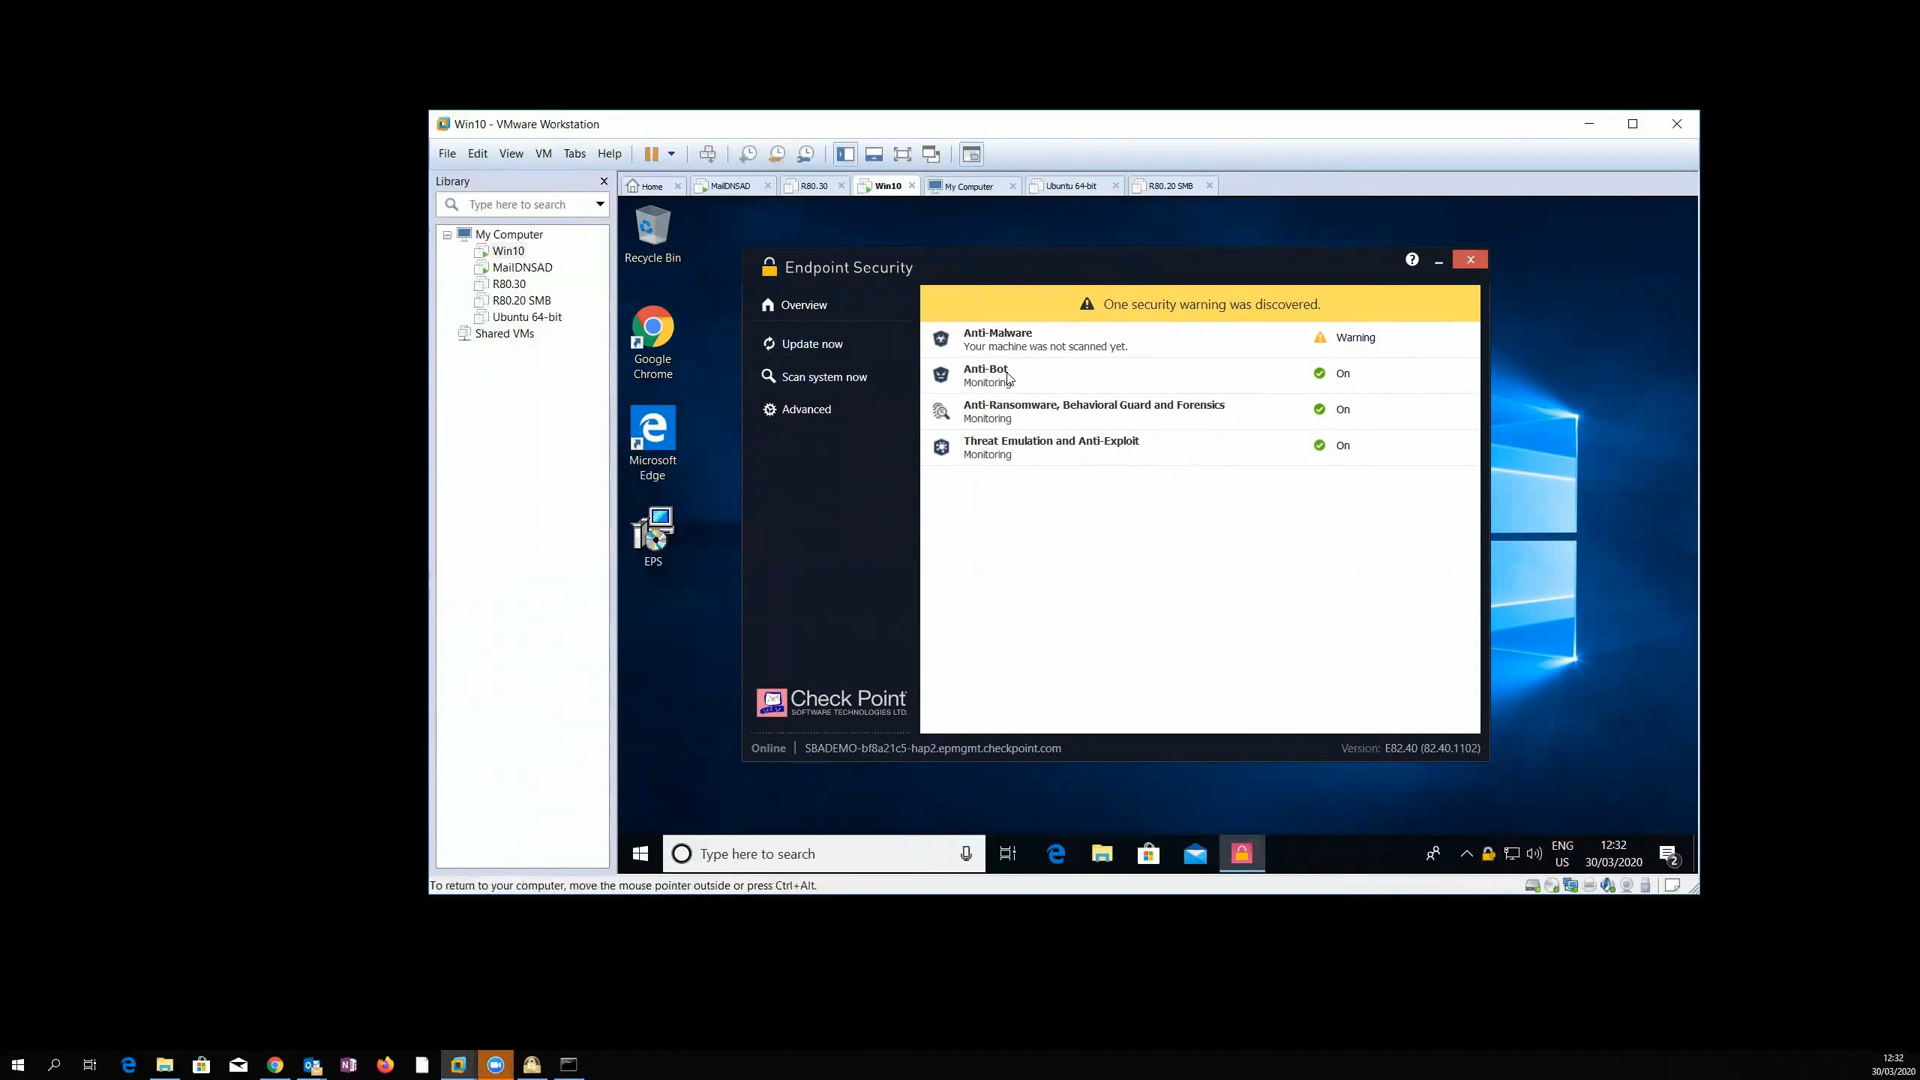 Win10 - VMware Workstation
File Edit View VM Tabs Help
Library
Type here to search
My Computer
Win10
MailDNSAD
R80.30
R80.20 SMB
Ubuntu 64-bit
Shared VMs
Home MailDNSAD R80.30 Win10 My Computer Ubuntu 64-bit R80.20 SMB
Recycle Bin
Google
Chrome
Microsoft
Edge
EPS
Endpoint Security
Overview
Update now
Scan system now
Advanced
One security warning was discovered.
Anti-Malware
Your machine was not scanned yet.
Warning
Anti-Bot
Monitoring
On
Anti-Ransomware, Behavioral Guard and Forensics
Monitoring
On
Threat Emulation and Anti-Exploit
Monitoring
On
Check Point
SOFTWARE TECHNOLOGIES LTD.
Online SBADEMO-bf8a21c5-hap2.epmgmt.checkpoint.com Version: E82.40 (82.40.1102)
Type here to search
ENG
US
12:32
30/03/2020
2
To return to your computer, move the mouse pointer outside or press Ctrl+Alt.
12:32
30/03/2020